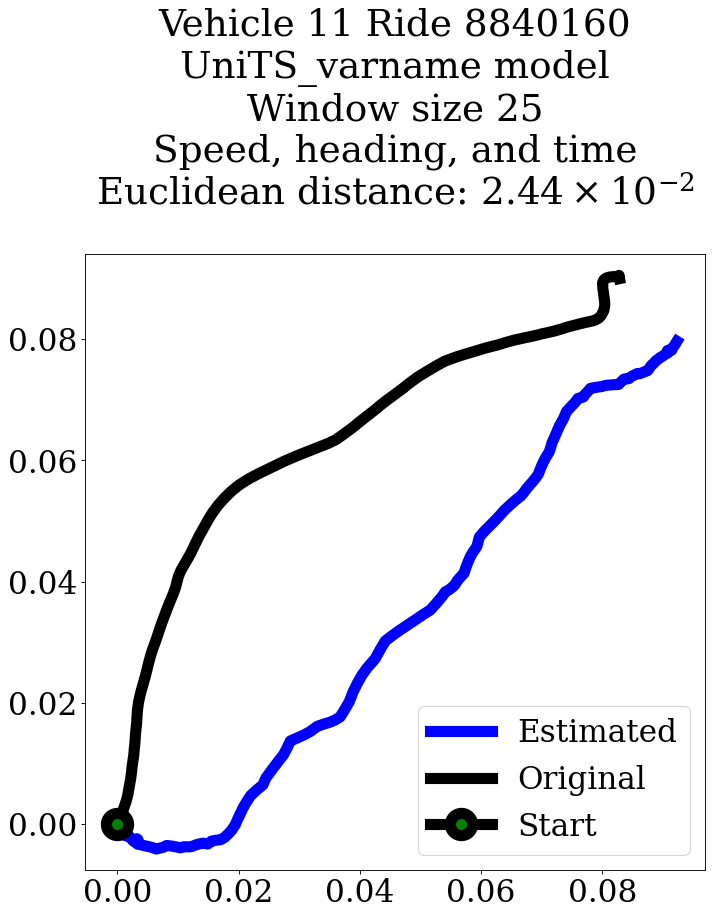 Vehicle 11 Ride 8840160
UniTS_varname model
Window size 25
Speed, heading, and time
Euclidean distance: 2.44 × 10⁻²
0.08
0.06
0.04
0.02
0.00
Estimated
Original
Start
0.00 0.02 0.04 0.06 0.08